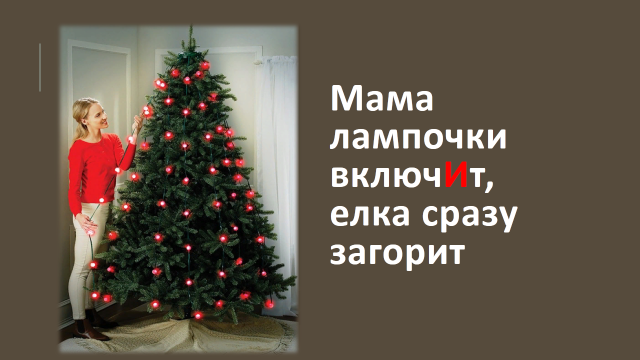 Мама
лампочки
включИт,
елка сразу
загорит